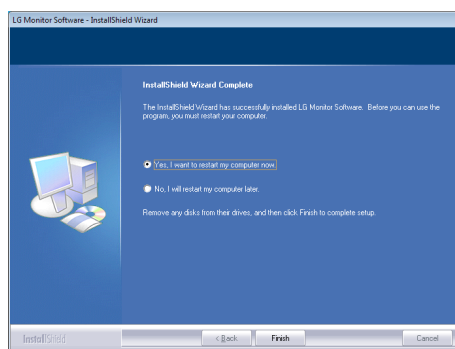 LG Monitor Software - InstallShield Wizard
InstallShield Wizard Complete
The InstallShield Wizard has successfully installed LG Monitor Software. Before you can use the
program, you must restart your computer.
Yes, I want to restart my computer now.
No, I will restart my computer later.
Remove any disks from their drives, and then click Finish to complete setup.
InstallShield
< Back Finish Cancel